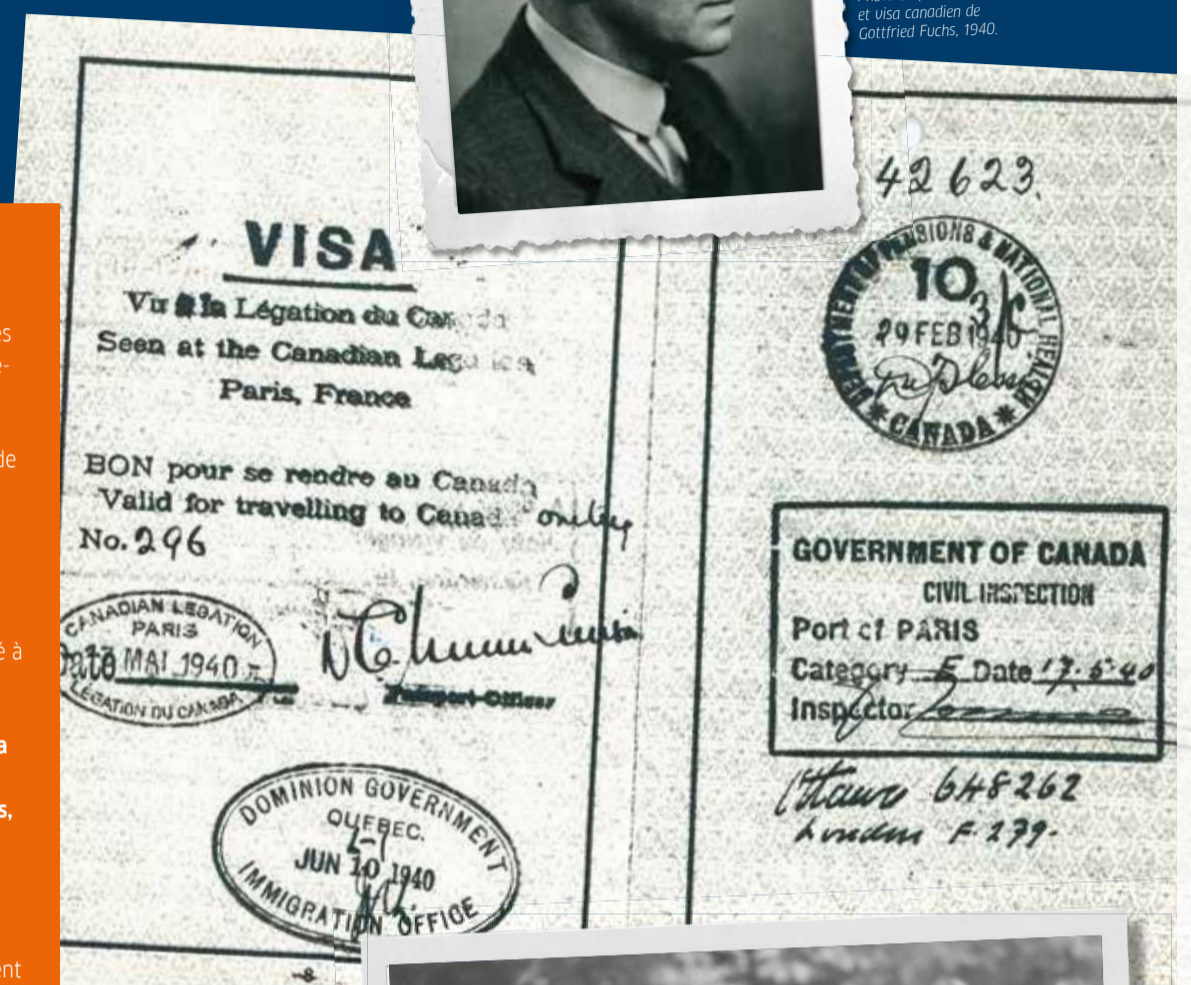 et visa canadien de
Gottfried Fuchs, 1940.
es
e-
de
é à
a
s,
ent
VISA
Vu à la Légation du Canada
Seen at the Canadian Legation
Paris, France
BON pour se rendre au Canada
Valid for travelling to Canada only
No. 296
CANADIAN LEGATION
PARIS
MAI 1940
LEGATION DU CANADA
Passport Officer
DOMINION GOVERNMENT
QUEBEC.
JUN 10 1940
IMMIGRATION OFFICE
42623.
DEPARTMENT OF PENSIONS & NATIONAL HEALTH
10
29 FEB 1940
* CANADA *
GOVERNMENT OF CANADA
CIVIL INSPECTION
Port of PARIS
Category E Date 17.5.40
Inspector
Ottawa 648262
London F.279.